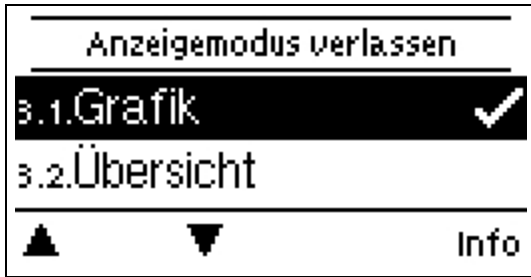 Anzeigemodus verlassen
3.1.Grafik
3.2.Übersicht
Info